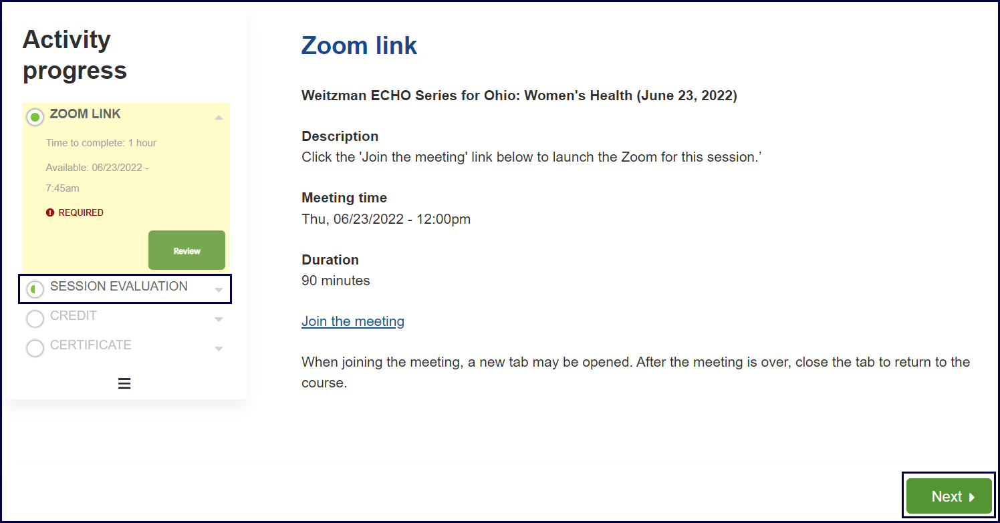 Activity
progress
ZOOM LINK
Time to complete: 1 hour
Available: 06/23/2022 -
7:45am
REQUIRED
Review
SESSION EVALUATION
CREDIT
CERTIFICATE
Zoom link
Weitzman ECHO Series for Ohio: Women's Health (June 23, 2022)
Description
Click the 'Join the meeting' link below to launch the Zoom for this session.’
Meeting time
Thu, 06/23/2022 - 12:00pm
Duration
90 minutes
Join the meeting
When joining the meeting, a new tab may be opened. After the meeting is over, close the tab to return to the
course.
Next